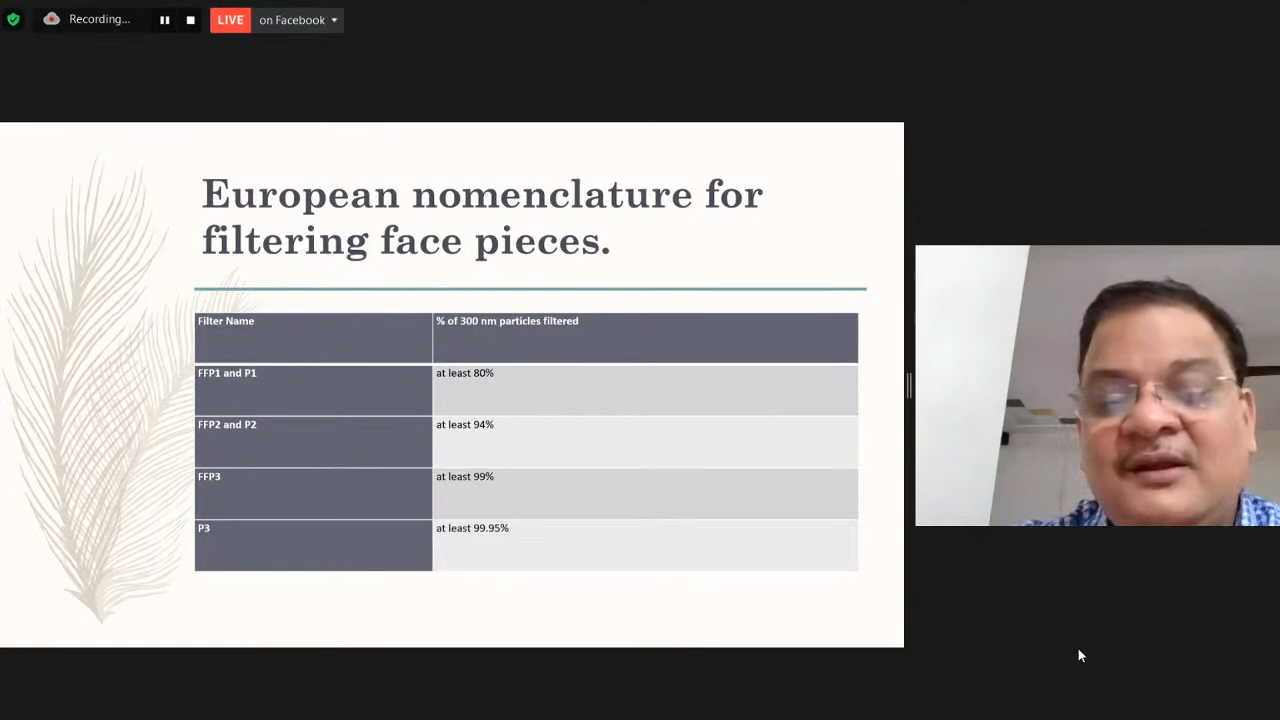 Recording...
LIVE on Facebook
European nomenclature for
filtering face pieces.
Filter Name % of 300 nm particles filtered
FFP1 and P1 at least 80%
FFP2 and P2 at least 94%
FFP3 at least 99%
P3 at least 99.95%